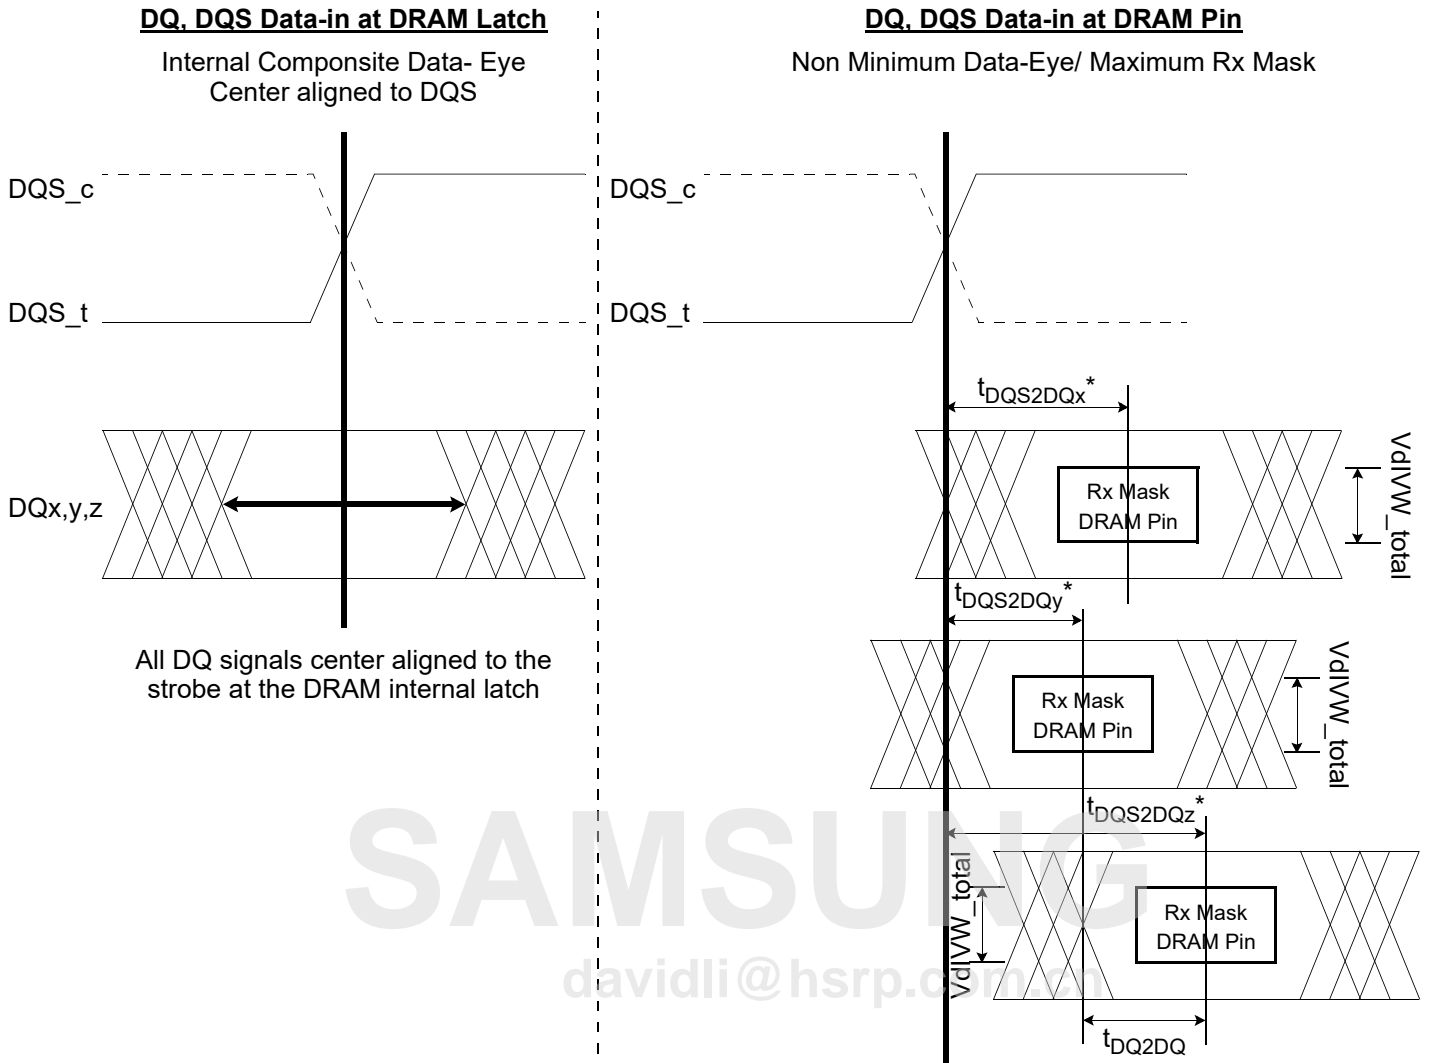 DQ, DQS Data-in at DRAM Latch
Internal Componsite Data- Eye
Center aligned to DQS
DQS_c
DQS_t
DQx,y,z
All DQ signals center aligned to the
strobe at the DRAM internal latch
DQ, DQS Data-in at DRAM Pin
Non Minimum Data-Eye/ Maximum Rx Mask
DQS_c
DQS_t
tDQS2DQx*
Rx Mask
DRAM Pin
VdIVW_total
tDQS2DQy*
Rx Mask
DRAM Pin
VdIVW_total
tDQS2DQz*
VdIVW_total
Rx Mask
DRAM Pin
tDQ2DQ
SAMSUNG
davidli@hsrp.com.cn